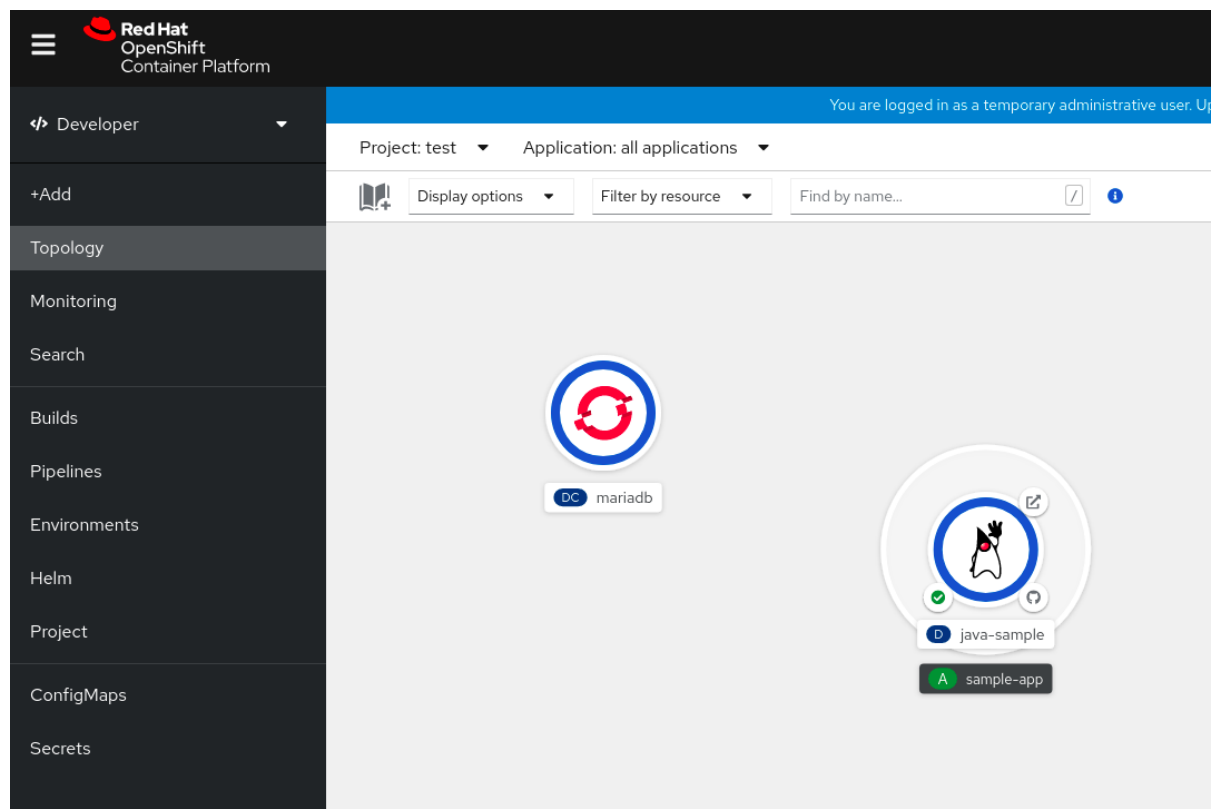 Red Hat
OpenShift
Container Platform
</> Developer
You are logged in as a temporary administrative user. Up
Project: test
Application: all applications
+Add
Display options
Filter by resource
Find by name...
/
i
Topology
Monitoring
Search
Builds
Pipelines
Environments
Helm
Project
ConfigMaps
Secrets
DC mariadb
D java-sample
A sample-app